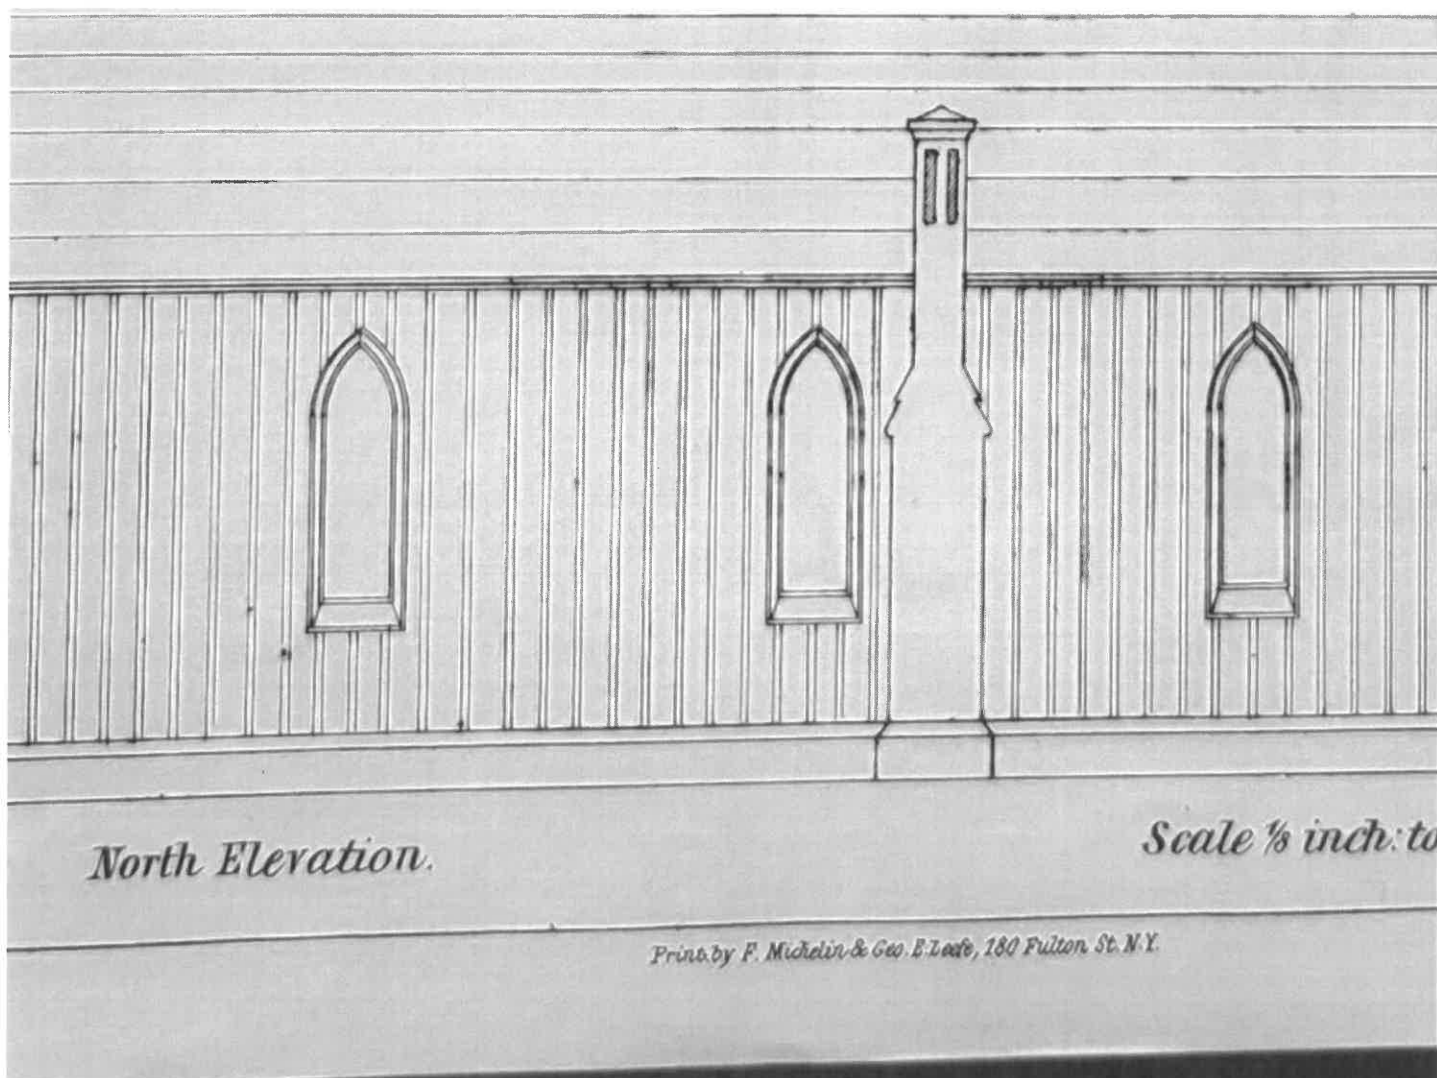 North Elevation.
Scale ⅛ inch: to
Print. by F. Michelin & Geo. E. Leefe, 180 Fulton St. N.Y.